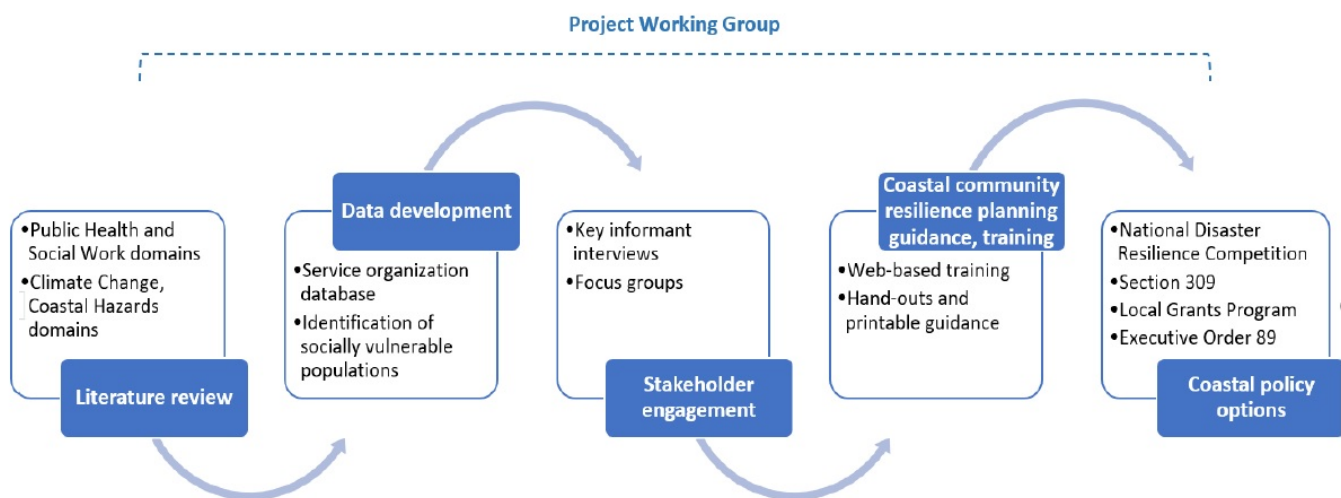 Project Working Group
•Public Health and
Social Work domains
•Climate Change,
Coastal Hazards
domains
Literature review
Data development
•Service organization
database
•Identification of
socially vulnerable
populations
•Key informant
interviews
•Focus groups
Stakeholder
engagement
Coastal community
resilience planning
guidance, training
•Web-based training
•Hand-outs and
printable guidance
•National Disaster
Resilience Competition
•Section 309
•Local Grants Program
•Executive Order 89
Coastal policy
options